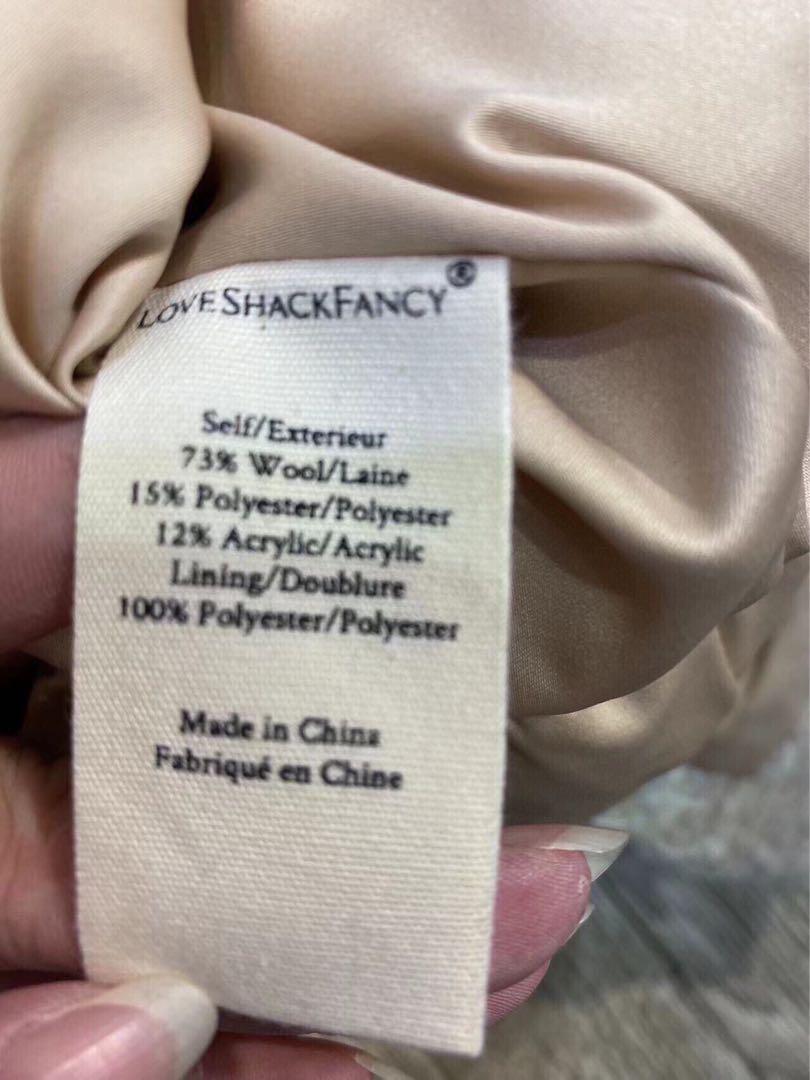 LOVESHACKFANCY®
Self/Exterieur
73% Wool/Laine
15% Polyester/Polyester
12% Acrylic/Acrylic
Lining/Doublure
100% Polyester/Polyester
Made in China
Fabriqué en Chine